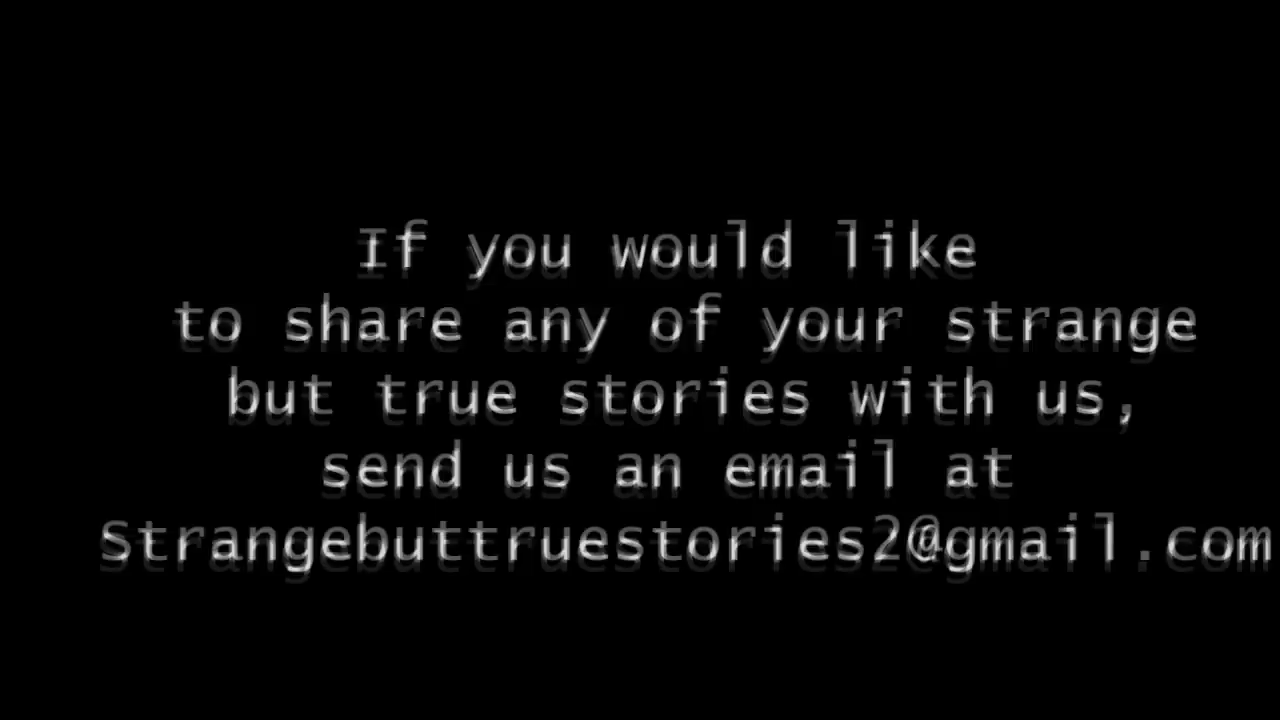 If you would like
to share any of your strange
but true stories with us,
send us an email at
Strangebuttruestories2@gmail.com